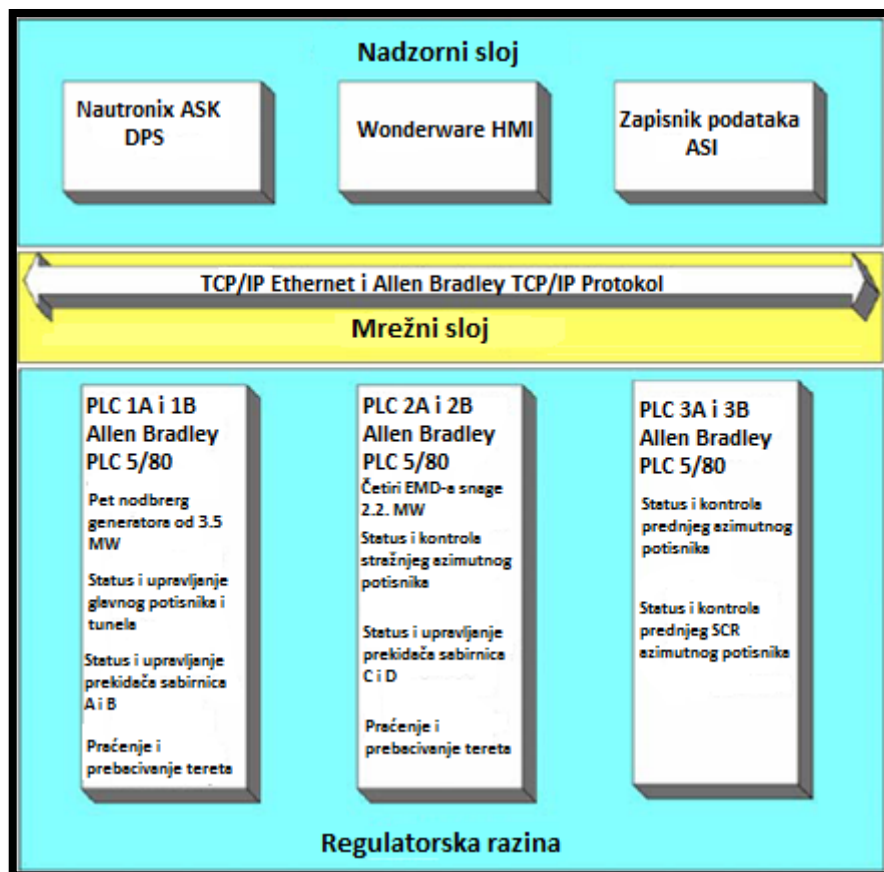 Nadzorni sloj
Nautronix ASK
DPS
Wonderware HMI
Zapisnik podataka
ASI
TCP/IP Ethernet i Allen Bradley TCP/IP Protokol
Mrežni sloj
PLC 1A i 1B
Allen Bradley
PLC 5/80
Pet nodbrerg
generatora od 3.5
MW
Status i upravljanje
glavnog potisnika i
tunela
Status i upravljanje
prekidača sabirnica
A i B
Praćenje i
prebacivanje tereta
PLC 2A i 2B
Allen Bradley
PLC 5/80
Četiri EMD-a snage
2.2. MW
Status i kontrola
stražnjeg azimutnog
potisnika
Status i upravljanje
prekidača sabirnica
C i D
Praćenje i
prebacivanje tereta
PLC 3A i 3B
Allen Bradley
PLC 5/80
Status i kontrola
prednjeg azimutnog
potisnika
Status i kontrola
prednjeg SCR
azimutnog potisnika
Regulatorska razina